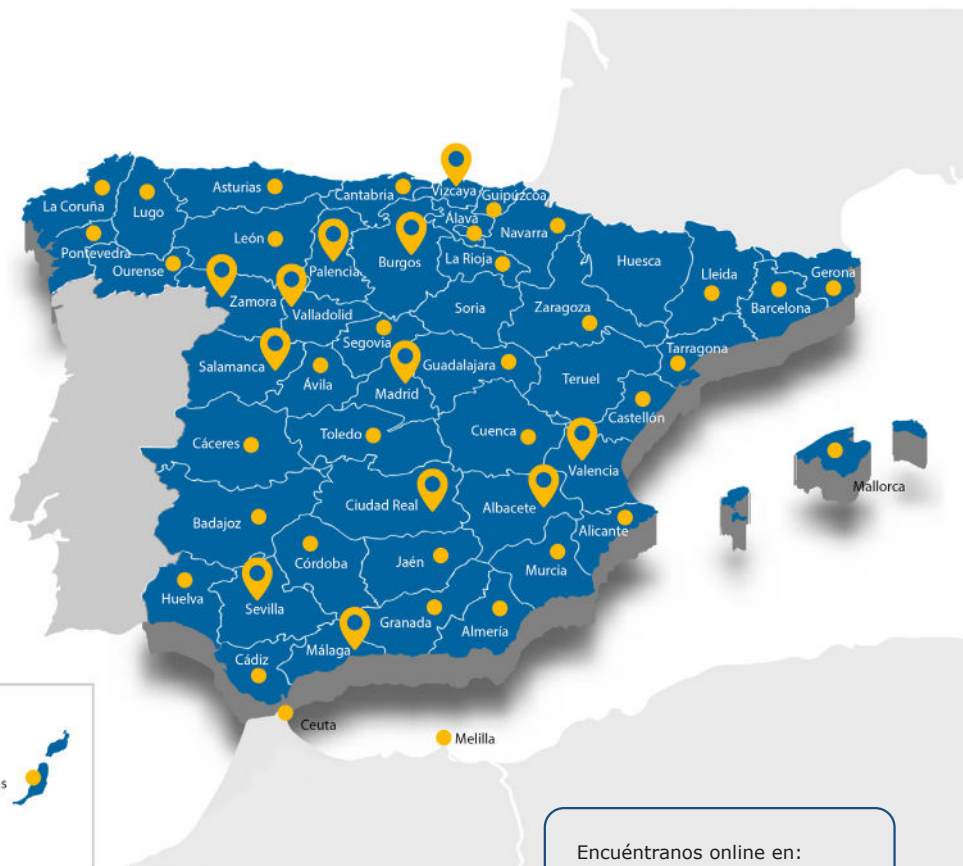 Vizcaya
Guipúzcoa
Asturias
Cantabria
La Coruña
Lugo
Álava
León
Navarra
Pontevedra
Palencia
Burgos
La Rioja
Huesca
Ourense
Lleida
Gerona
Zamora
Valladolid
Soria
Zaragoza
Barcelona
Segovia
Tarragona
Salamanca
Ávila
Madrid
Guadalajara
Teruel
Castellón
Cáceres
Toledo
Cuenca
Valencia
Mallorca
Ciudad Real
Albacete
Badajoz
Alicante
Córdoba
Jaén
Murcia
Huelva
Sevilla
Granada
Almería
Málaga
Cádiz
Ceuta
Melilla
Encuéntranos online en: